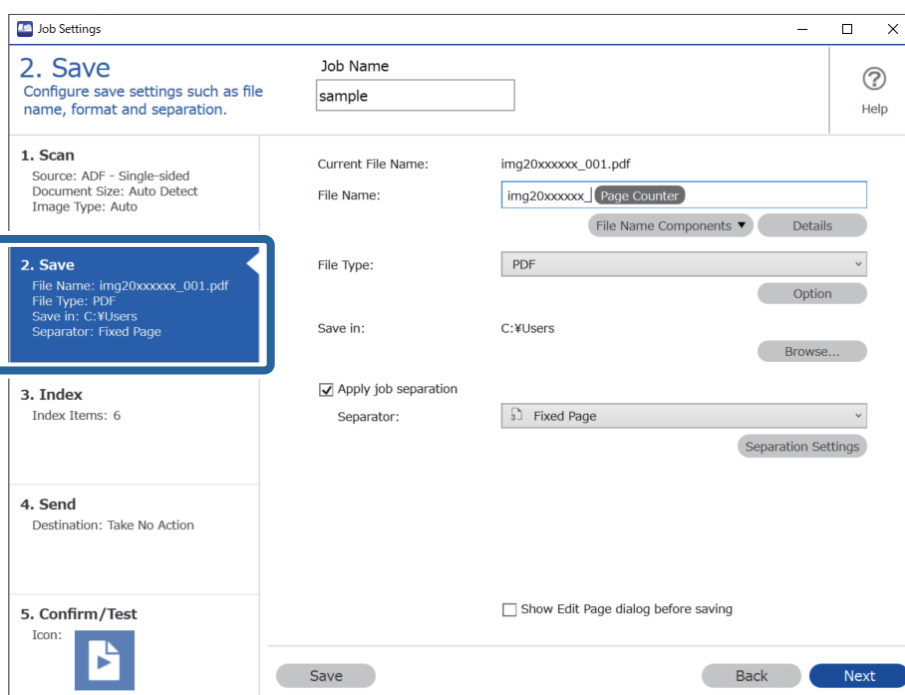 Job Settings
2. Save
Configure save settings such as file
name, format and separation.
Job Name
sample
Help
1. Scan
Source: ADF - Single-sided
Document Size: Auto Detect
Image Type: Auto
2. Save
File Name: img20xxxxxx_001.pdf
File Type: PDF
Save in: C:¥Users
Separator: Fixed Page
3. Index
Index Items: 6
4. Send
Destination: Take No Action
5. Confirm/Test
Icon:
Current File Name: img20xxxxxx_001.pdf
File Name: img20xxxxxx_ Page Counter
File Name Components ▼ Details
File Type: PDF
Option
Save in: C:¥Users
Browse...
Apply job separation
Separator: Fixed Page
Separation Settings
Show Edit Page dialog before saving
Save Back Next